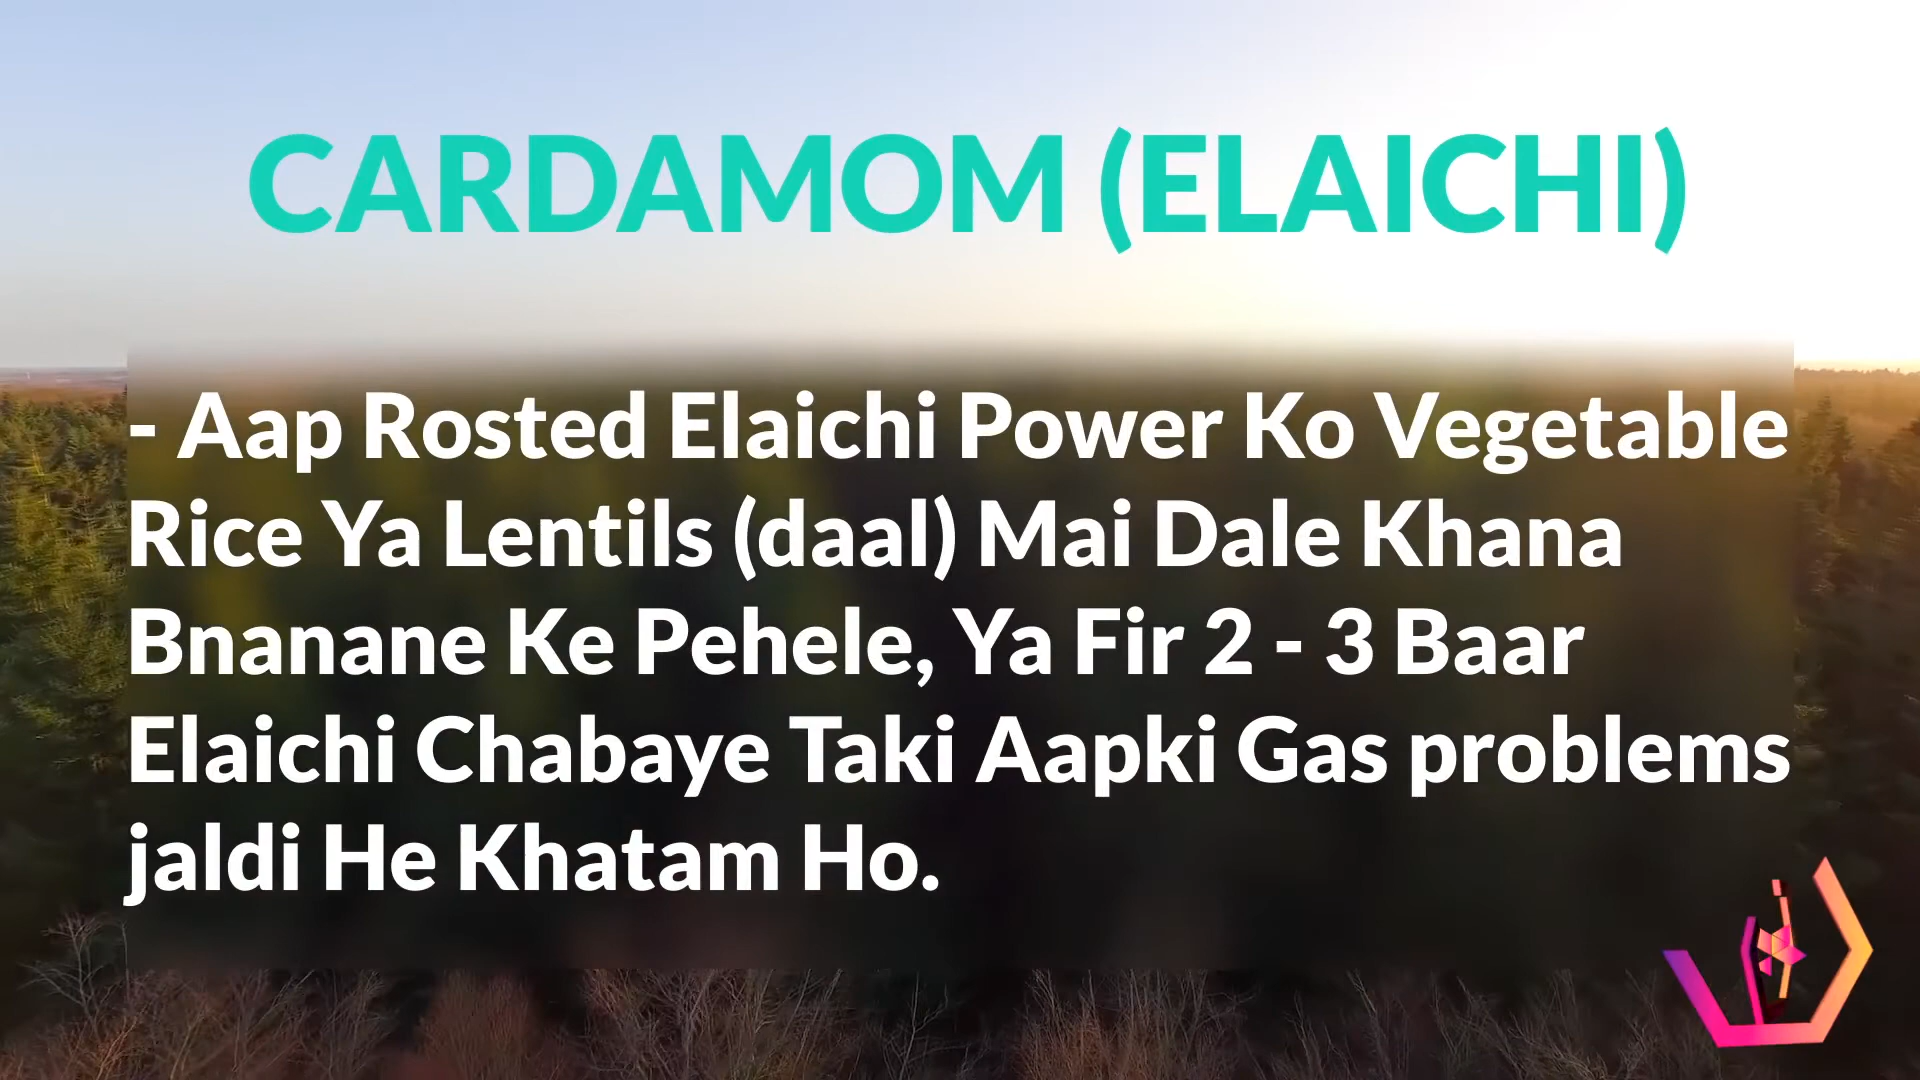 CARDAMOM (ELAICHI)
- Aap Rosted Elaichi Power Ko Vegetable
Rice Ya Lentils (daal) Mai Dale Khana
Bnanane Ke Pehele, Ya Fir 2 - 3 Baar
Elaichi Chabaye Taki Aapki Gas problems
jaldi He Khatam Ho.